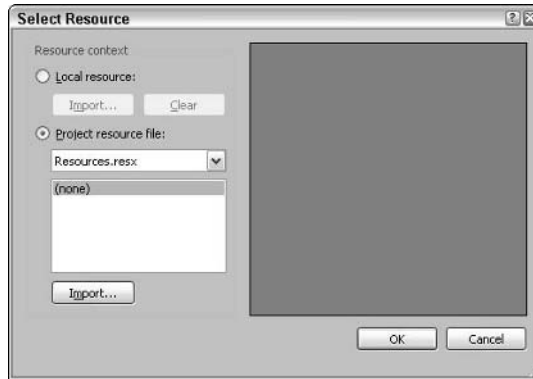 Select Resource
Resource context
Local resource:
Import... Clear
Project resource file:
Resources.resx
(none)
Import...
OK Cancel